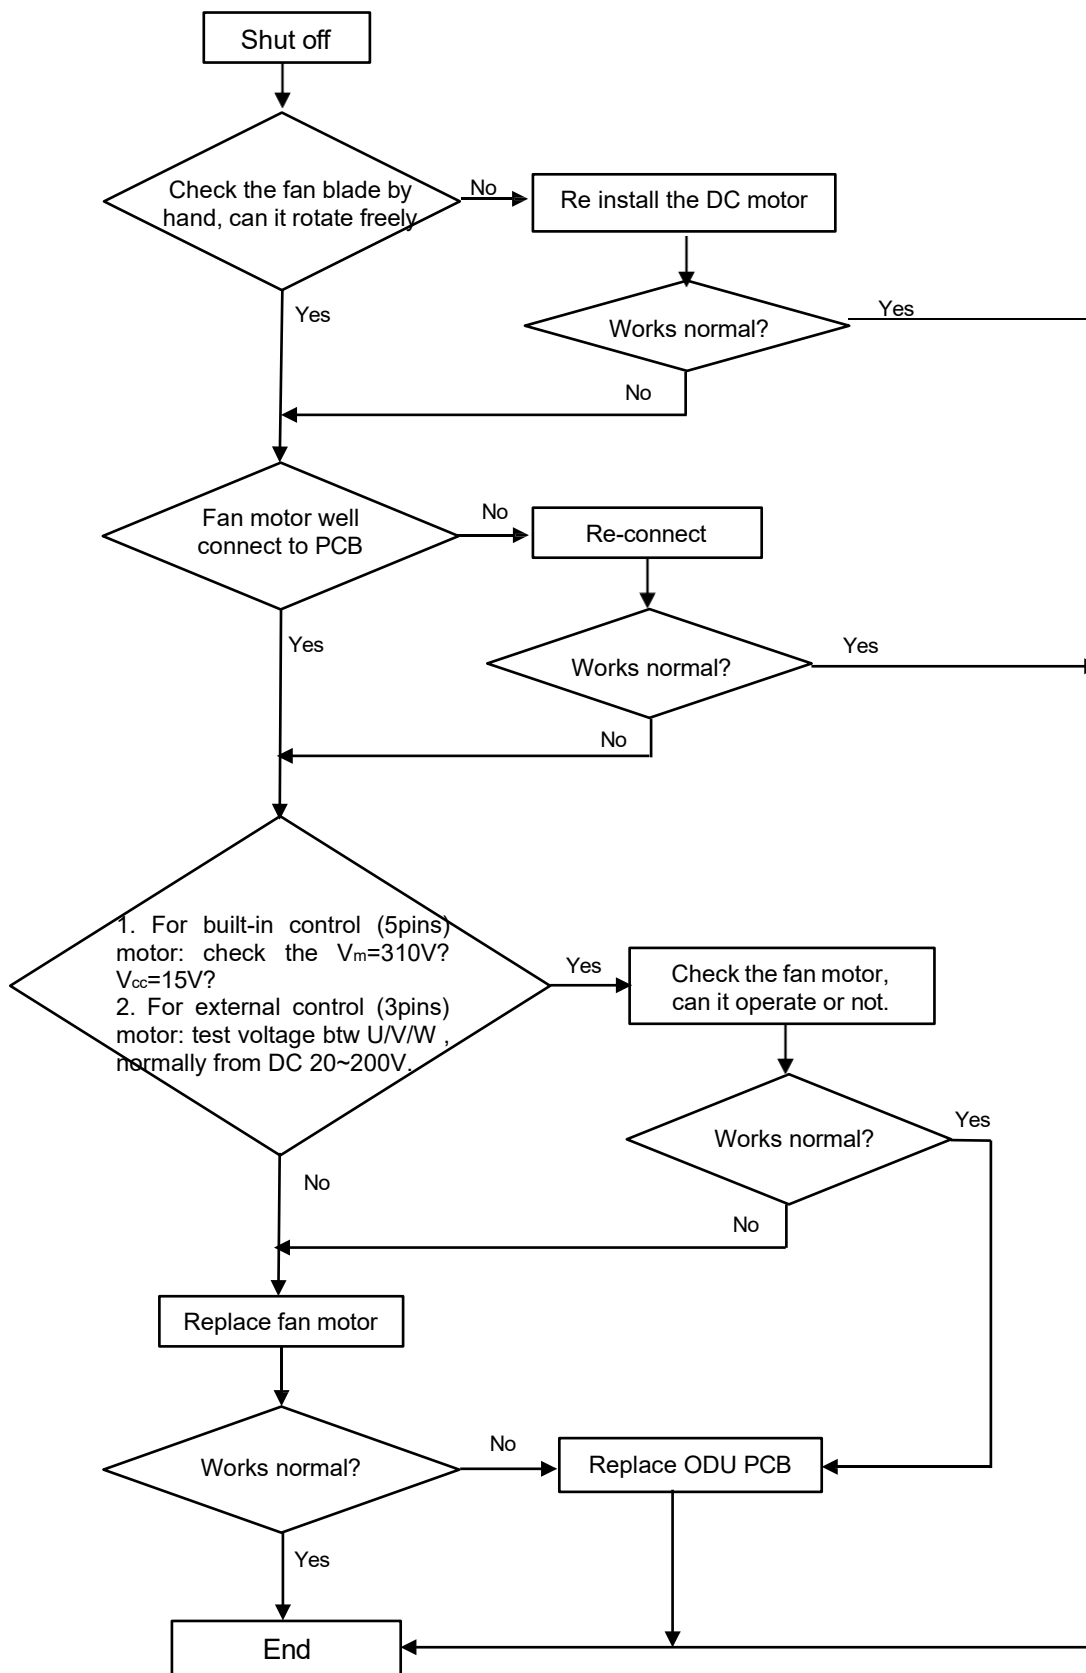 Shut off
Check the fan blade by
hand, can it rotate freely
No
Re install the DC motor
Yes
Works normal?
Yes
No
Fan motor well
connect to PCB
No
Re-connect
Yes
Works normal?
Yes
No
1. For built-in control (5pins)
motor: check the Vm=310V?
Vcc=15V?
2. For external control (3pins)
motor: test voltage btw U/V/W ,
normally from DC 20~200V.
Yes
Check the fan motor,
can it operate or not.
Works normal?
Yes
No
No
Replace fan motor
Works normal?
No
Replace ODU PCB
Yes
End